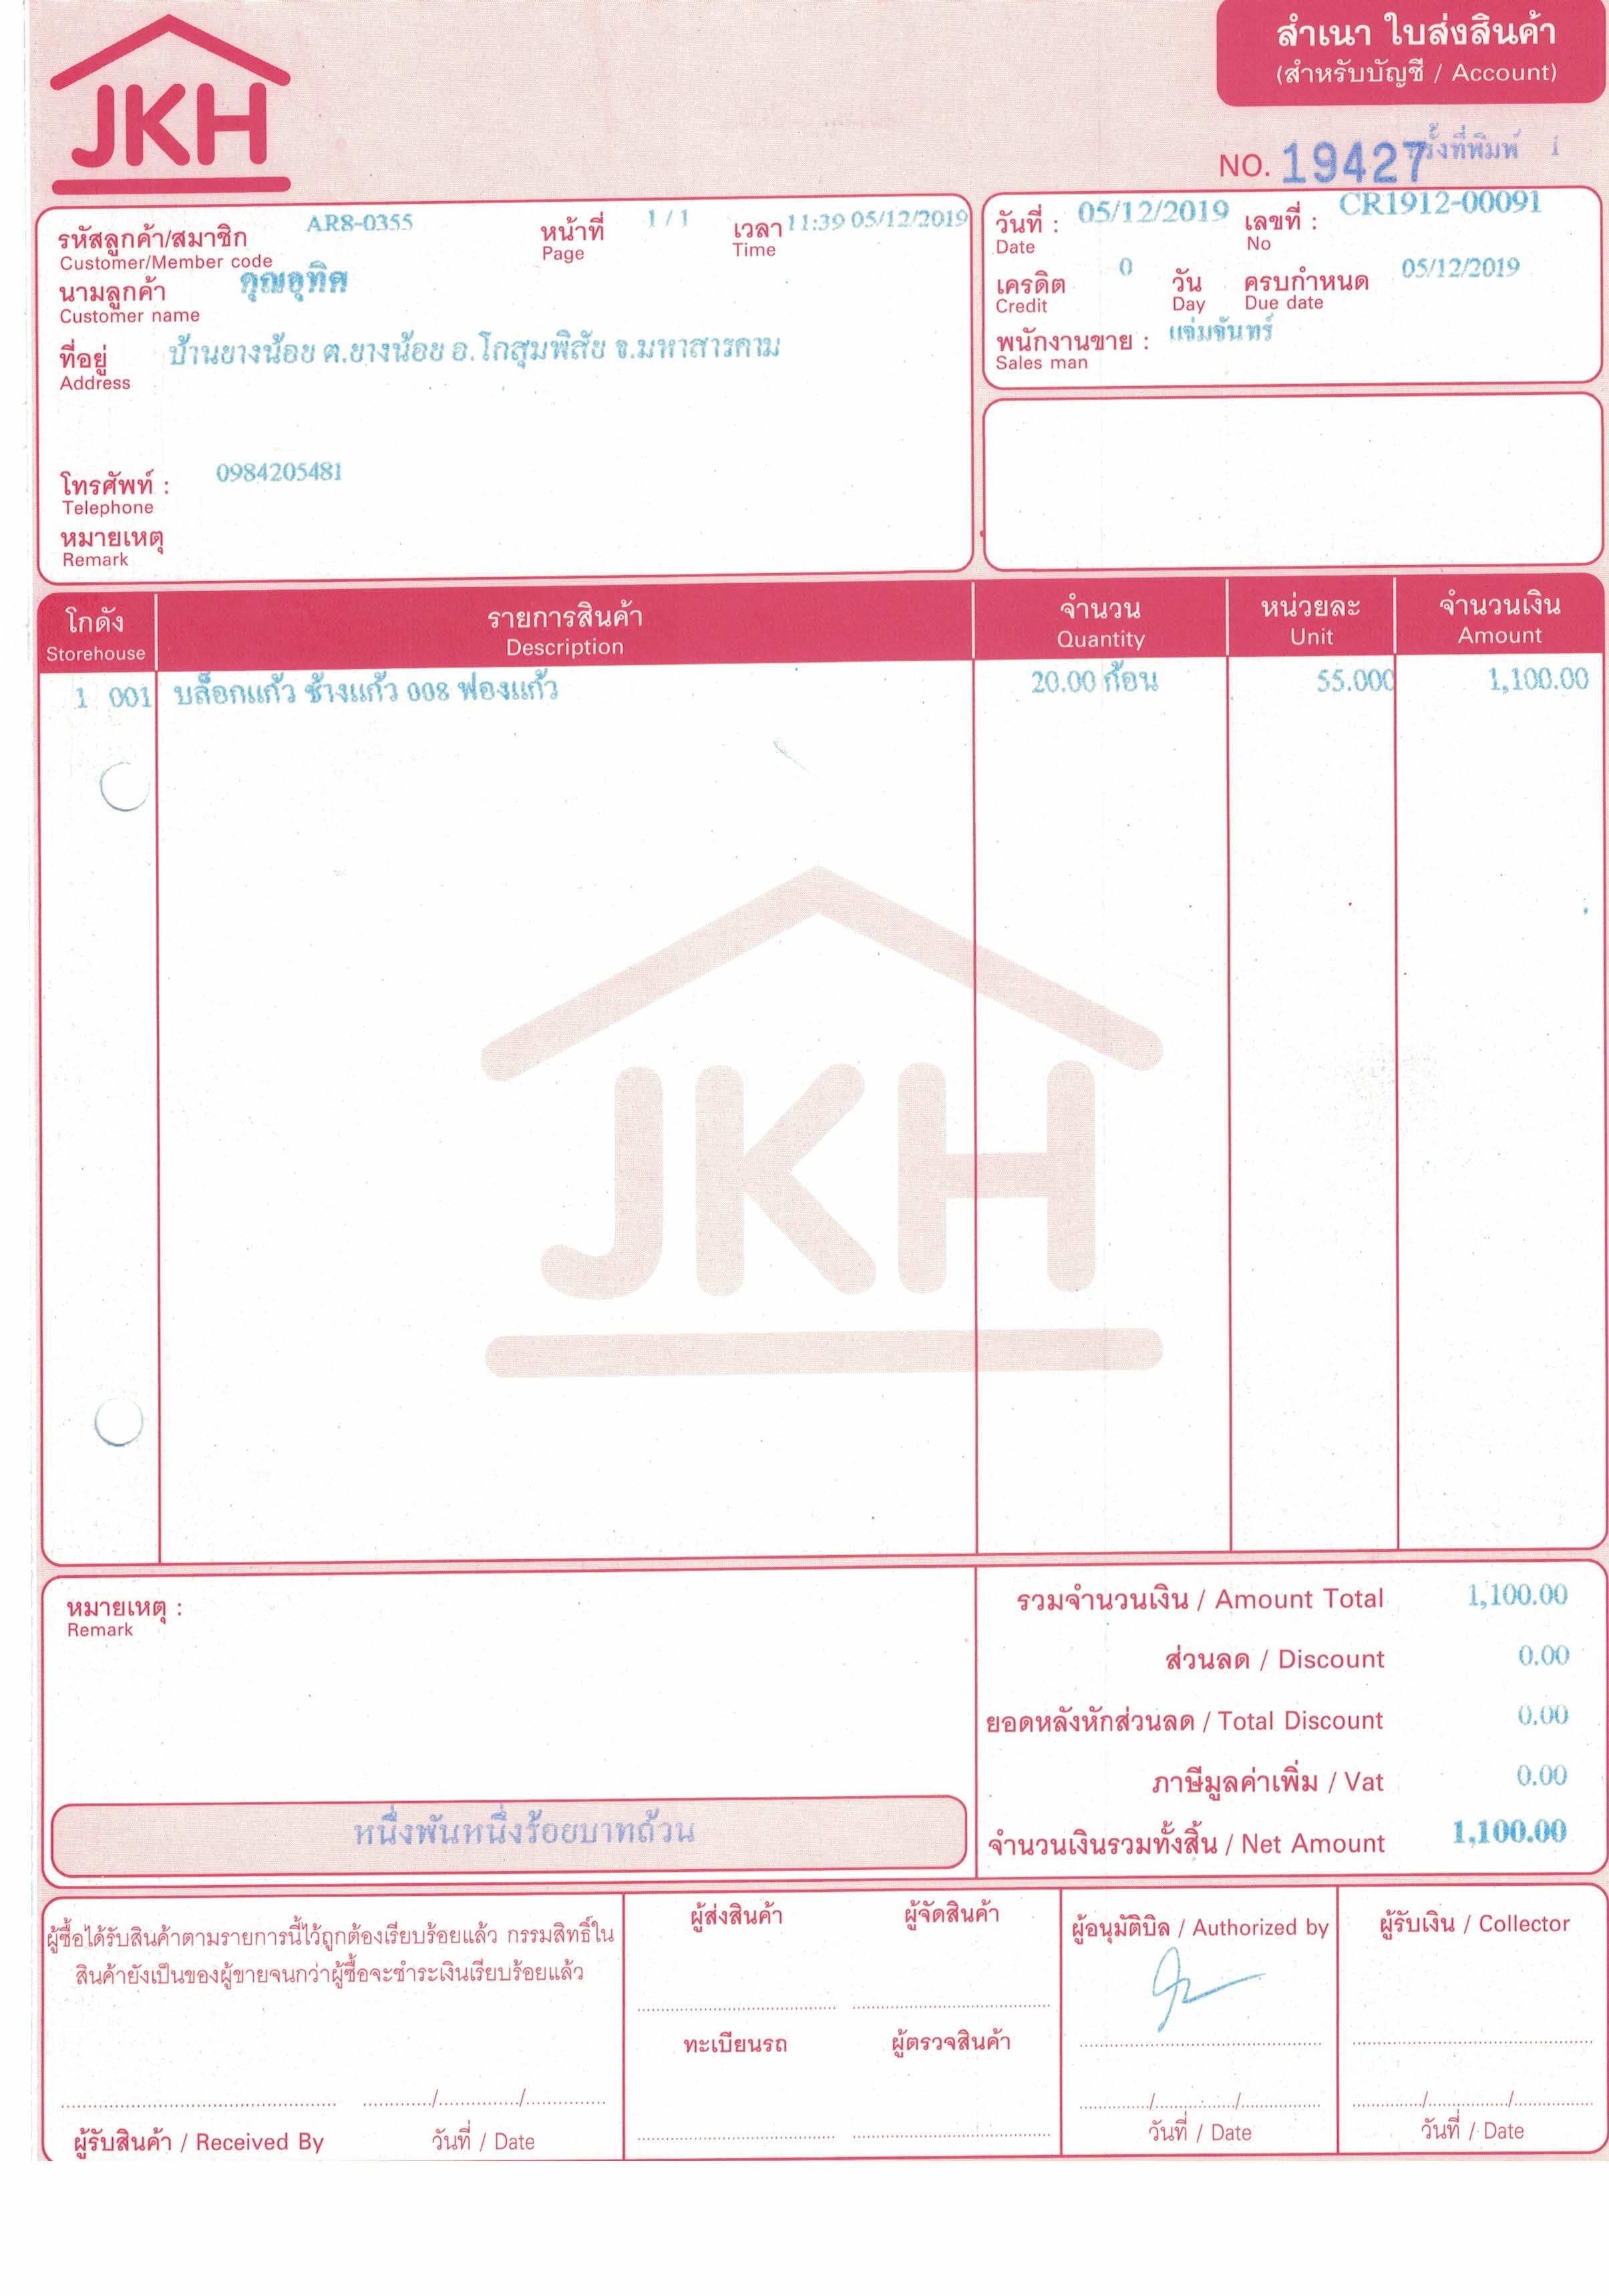 JKH
สำเนา ใบส่งสินค้า
(สำหรับบัญชี / Account)
NO. 19427 ครั้งที่พิมพ์ 1
รหัสลูกค้า/สมาชิก AR8-0355 หน้าที่ 1 / 1 เวลา 11:39 05/12/2019
Customer/Member code Page Time
นามลูกค้า คุณอุทิศ
Customer name
ที่อยู่ บ้านยางน้อย ต.ยางน้อย อ.โกสุมพิสัย จ.มหาสารคาม
Address
โทรศัพท์ : 0984205481
Telephone
หมายเหตุ
Remark
วันที่ : 05/12/2019 เลขที่ : CR1912-00091
Date No
เครดิต 0 วัน ครบกำหนด 05/12/2019
Credit Day Due date
พนักงานขาย : แจ่มจันทร์
Sales man
โกดัง รายการสินค้า จำนวน หน่วยละ จำนวนเงิน
Storehouse Description Quantity Unit Amount
1 001 บล็อกแก้ว ช้างแก้ว 008 ฟองแก้ว 20.00 ก้อน 55.000 1,100.00
JKH
หมายเหตุ :
Remark
รวมจำนวนเงิน / Amount Total 1,100.00
ส่วนลด / Discount 0.00
ยอดหลังหักส่วนลด / Total Discount 0.00
ภาษีมูลค่าเพิ่ม / Vat 0.00
หนึ่งพันหนึ่งร้อยบาทถ้วน
จำนวนเงินรวมทั้งสิ้น / Net Amount 1,100.00
ผู้ซื้อได้รับสินค้าตามรายการนี้ไว้ถูกต้องเรียบร้อยแล้ว กรรมสิทธิ์ใน
สินค้ายังเป็นของผู้ขายจนกว่าผู้ซื้อจะชำระเงินเรียบร้อยแล้ว
ผู้รับสินค้า / Received By วันที่ / Date
ผู้ส่งสินค้า ผู้จัดสินค้า
ทะเบียนรถ ผู้ตรวจสินค้า
ผู้อนุมัติบิล / Authorized by
วันที่ / Date
ผู้รับเงิน / Collector
วันที่ / Date